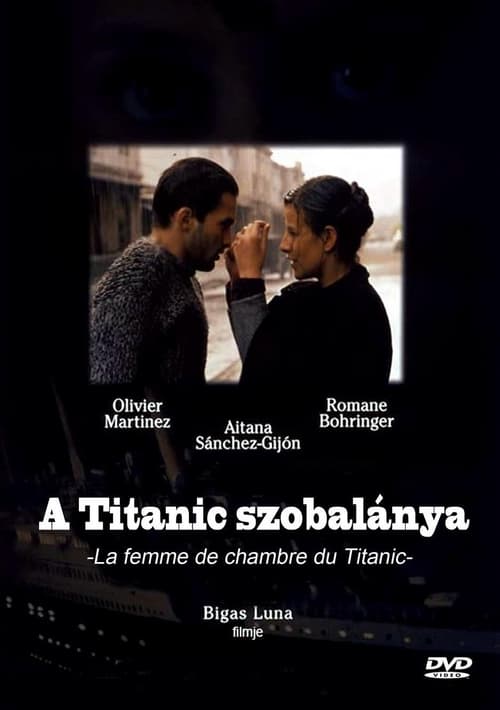 Olivier Martinez
Aitana Sánchez-Gijón
Romane Bohringer
A Titanic szobalánya
-La femme de chambre du Titanic-
Bigas Luna
filmje
DVD
VIDEO